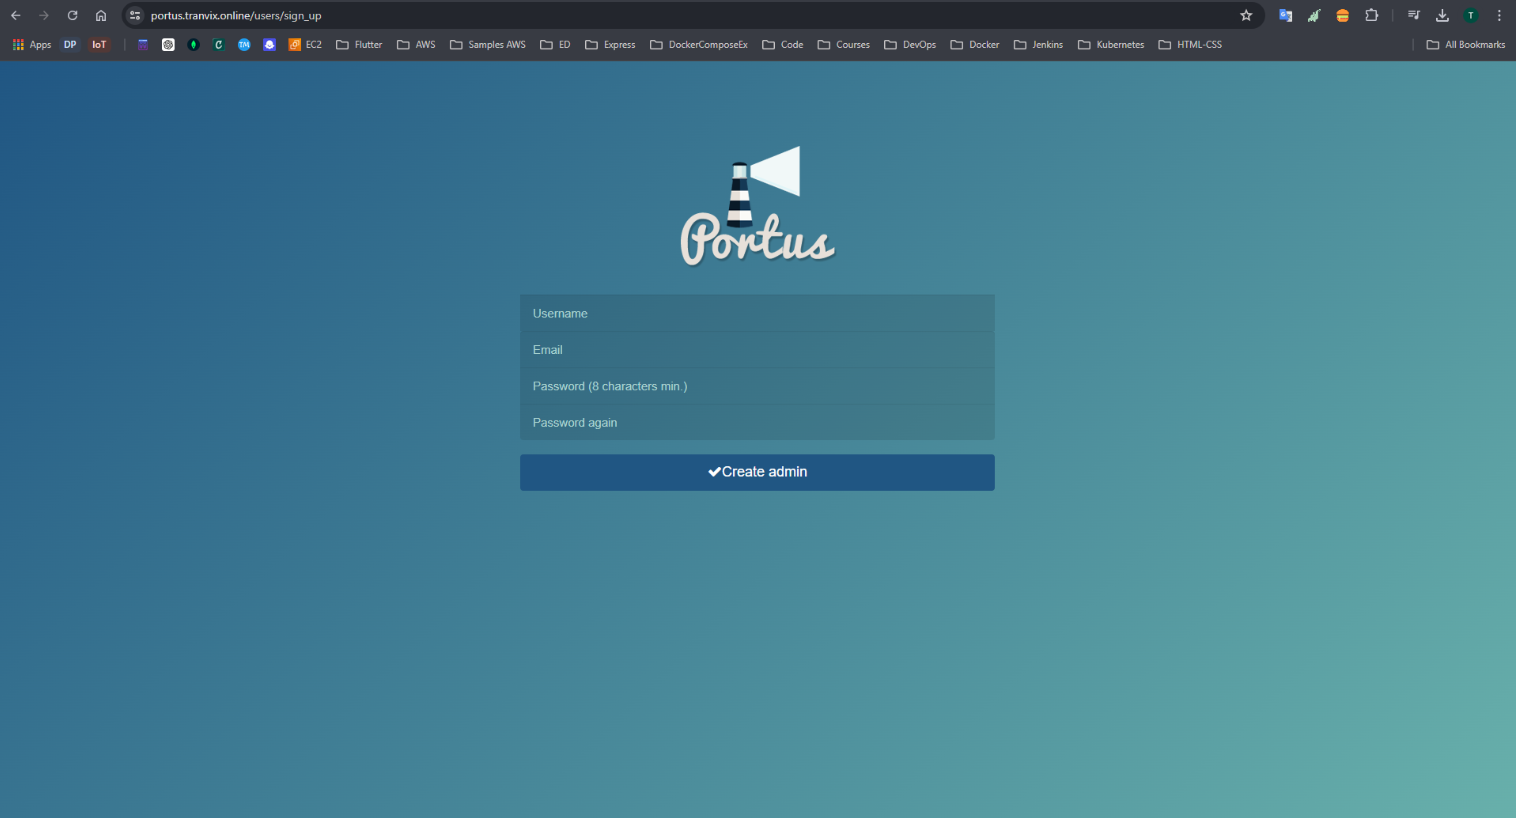 portus.tranvix.online/users/sign_up
T
Apps DP IoT TM EC2 Flutter AWS Samples AWS ED Express DockerComposeEx Code Courses DevOps Docker Jenkins Kubernetes HTML-CSS All Bookmarks
Portus
Username
Email
Password (8 characters min.)
Password again
Create admin